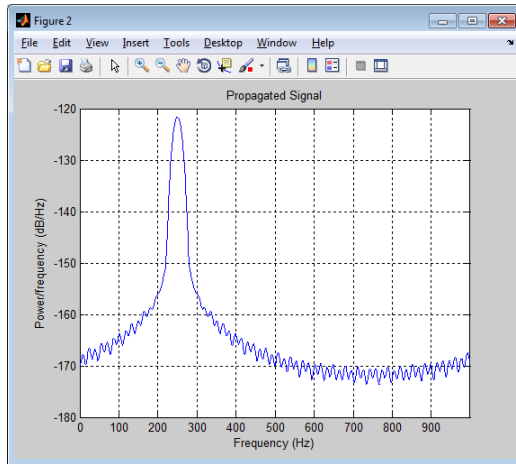 Figure 2
File Edit View Insert Tools Desktop Window Help
Propagated Signal
Power/frequency (dB/Hz)
-120
-130
-140
-150
-160
-170
-180
0 100 200 300 400 500 600 700 800 900
Frequency (Hz)